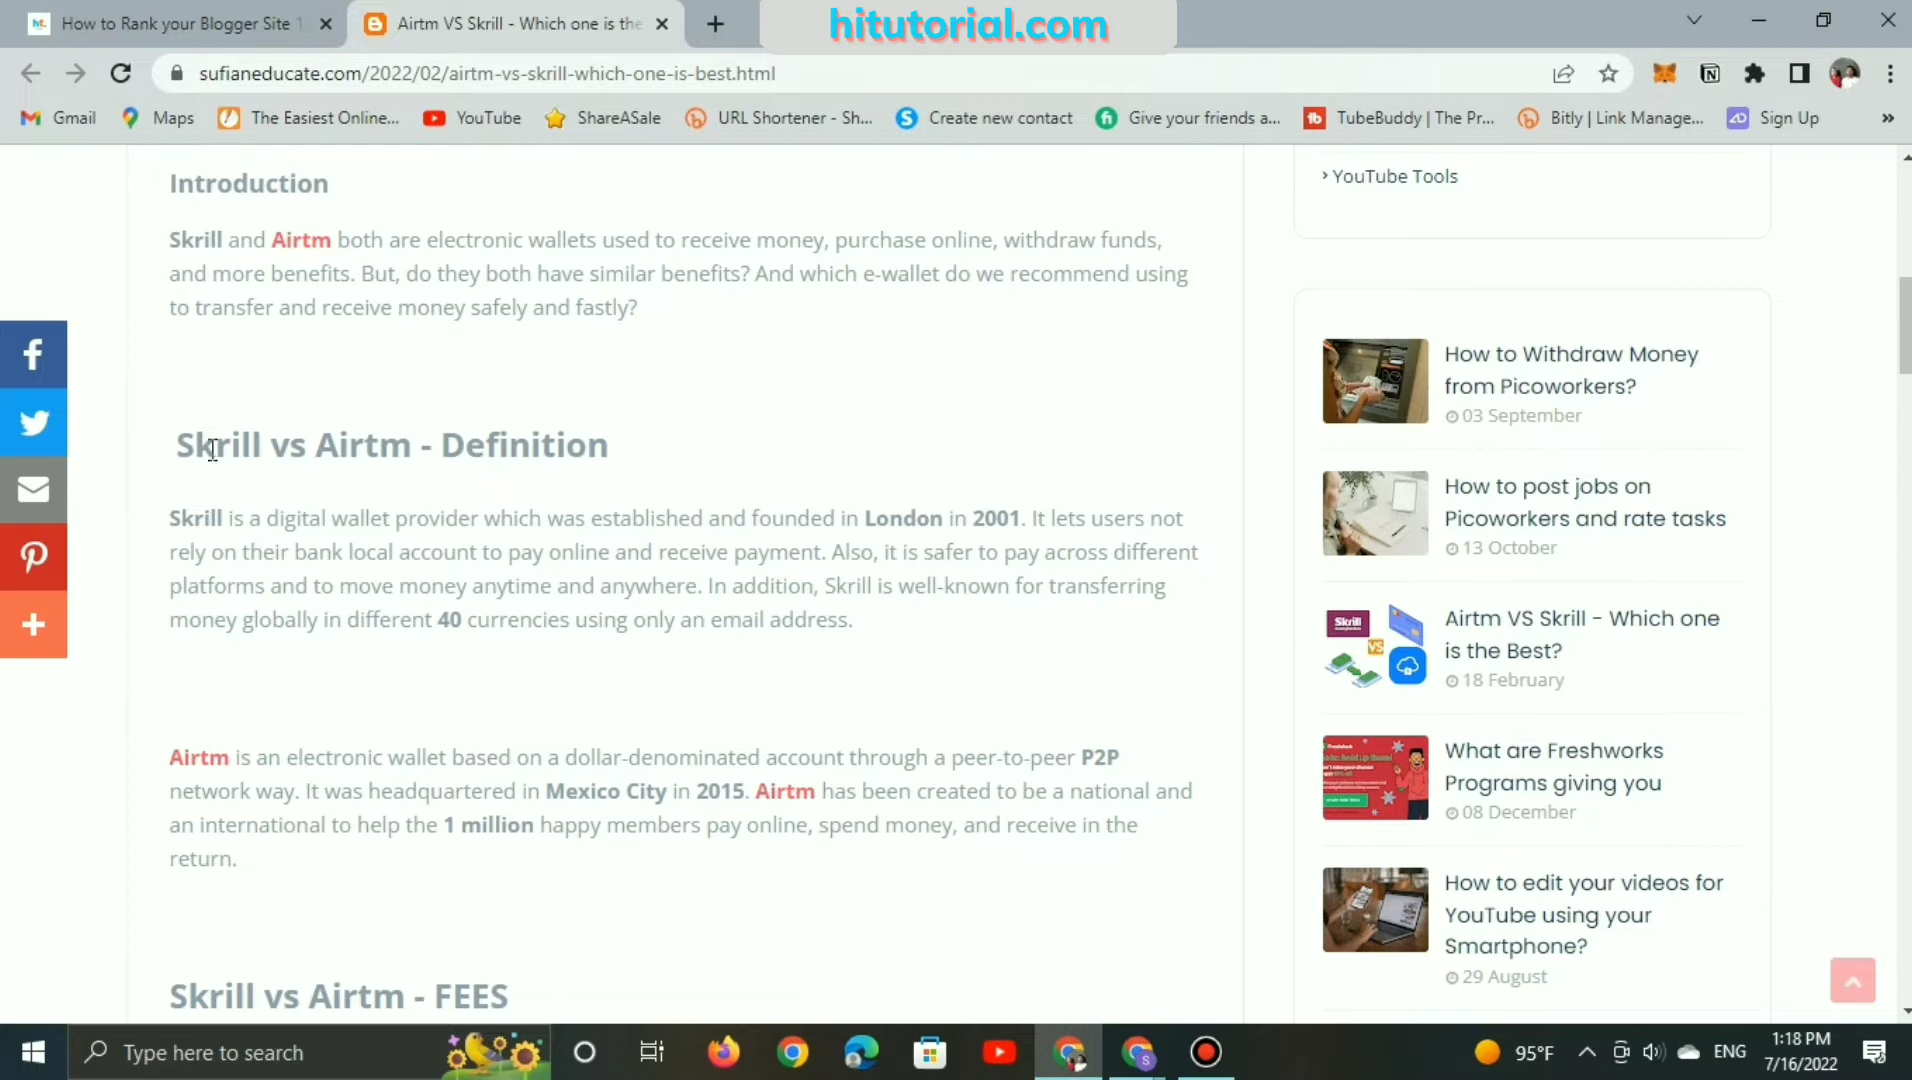 How to Rank your Blogger Site 1
Airtm VS Skrill - Which one is the
hitutorial.com
sufianeducate.com/2022/02/airtm-vs-skrill-which-one-is-best.html
Gmail
Maps
The Easiest Online...
YouTube
ShareASale
URL Shortener - Sh...
Create new contact
Give your friends a...
TubeBuddy | The Pr...
Bitly | Link Manage...
Sign Up
»
Introduction
Skrill and Airtm both are electronic wallets used to receive money, purchase online, withdraw funds,
and more benefits. But, do they both have similar benefits? And which e-wallet do we recommend using
to transfer and receive money safely and fastly?
Skrill vs Airtm - Definition
Skrill is a digital wallet provider which was established and founded in London in 2001. It lets users not
rely on their bank local account to pay online and receive payment. Also, it is safer to pay across different
platforms and to move money anytime and anywhere. In addition, Skrill is well-known for transferring
money globally in different 40 currencies using only an email address.
Airtm is an electronic wallet based on a dollar-denominated account through a peer-to-peer P2P
network way. It was headquartered in Mexico City in 2015. Airtm has been created to be a national and
an international to help the 1 million happy members pay online, spend money, and receive in the
return.
Skrill vs Airtm - FEES
› YouTube Tools
How to Withdraw Money
from Picoworkers?
03 September
How to post jobs on
Picoworkers and rate tasks
13 October
Skrill
VS
Airtm VS Skrill - Which one
is the Best?
18 February
What are Freshworks
Programs giving you
08 December
How to edit your videos for
YouTube using your
Smartphone?
29 August
Type here to search
95°F
ENG
1:18 PM
7/16/2022